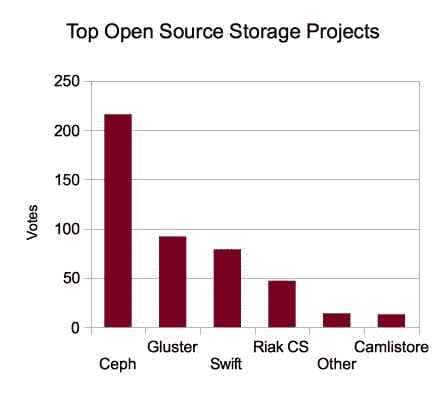 Top Open Source Storage Projects
250
200
150
100
50
0
Votes
Gluster Riak CS Camlistore
Ceph Swift Other